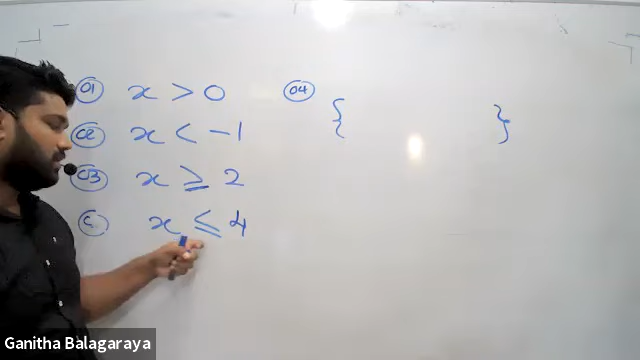 01 x > 0
02 x < -1
03 x ≥ 2
x ≤ 4
04 { }
Ganitha Balagaraya